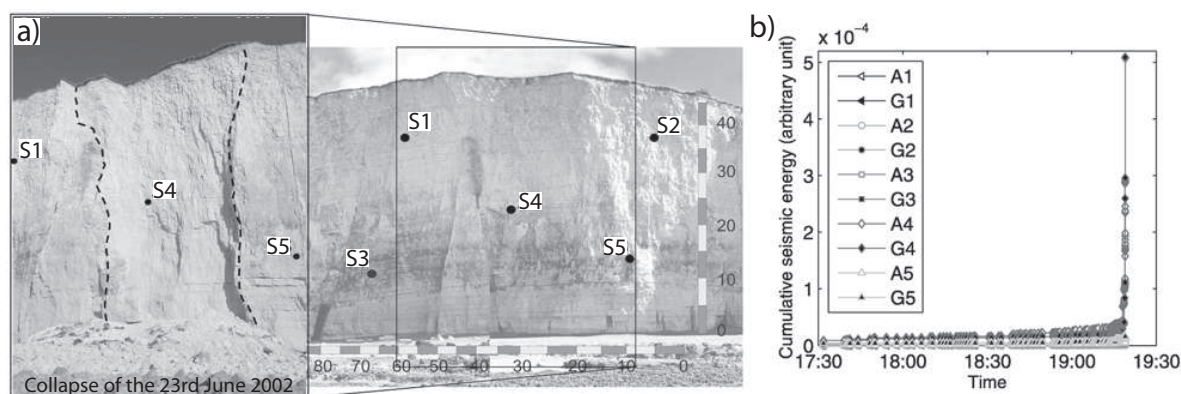 a)
S1
S4
S5
Collapse of the 23rd June 2002
S1
S2
S4
S5
S3
40
30
20
10
0
80 60 50 40 30 20 10 0
b)
× 10-4
Cumulative seismic energy (arbitrary unit)
5
4
3
2
1
0
A1
G1
A2
G2
A3
G3
A4
G4
A5
G5
17:30 18:00 18:30 19:00 19:30
Time